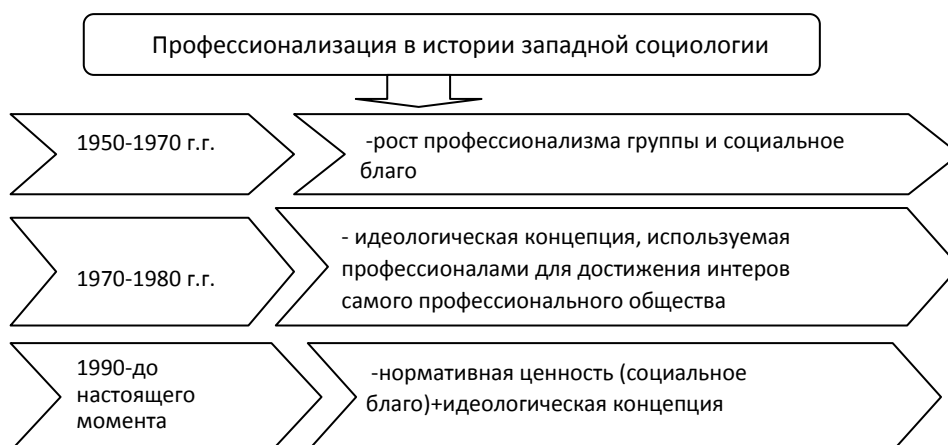 Профессионализация в истории западной социологии
1950-1970 г.г.
-рост профессионализма группы и социальное
благо
1970-1980 г.г.
- идеологическая концепция, используемая
профессионалами для достижения интеров
самого профессионального общества
1990-до
настоящего
момента
-нормативная ценность (социальное
благо)+идеологическая концепция